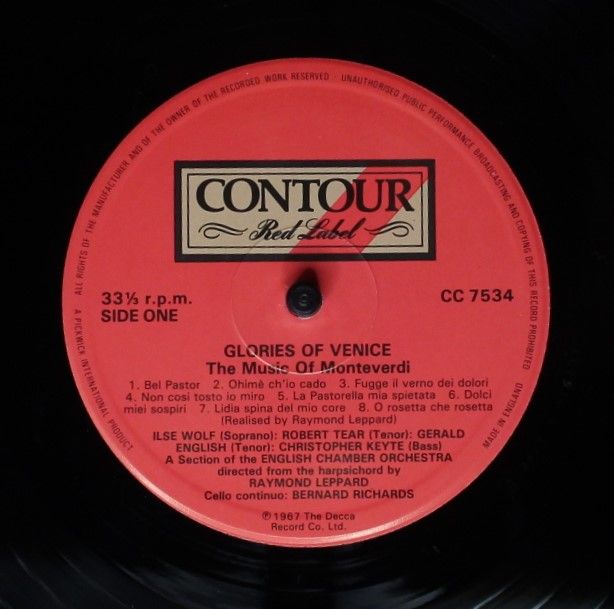 ALL RIGHTS OF THE MANUFACTURER AND OF THE OWNER OF THE RECORDED WORK RESERVED · UNAUTHORISED PUBLIC PERFORMANCE BROADCASTING AND COPYING OF THIS RECORD PROHIBITED
CONTOUR
Red Label
33⅓ r.p.m.
SIDE ONE
CC 7534
GLORIES OF VENICE
The Music Of Monteverdi
1. Bel Pastor 2. Ohimè ch'io cado 3. Fugge il verno dei dolori
4. Non cosi tosto io miro 5. La Pastorella mia spietata 6. Dolci
miei sospiri 7. Lidia spina del mio core 8. O rosetta che rosetta
(Realised by Raymond Leppard)
ILSE WOLF (Soprano): ROBERT TEAR (Tenor): GERALD
ENGLISH (Tenor): CHRISTOPHER KEYTE (Bass)
A Section of the ENGLISH CHAMBER ORCHESTRA
directed from the harpsichord by
RAYMOND LEPPARD
Cello continuo: BERNARD RICHARDS
℗1967 The Decca
Record Co. Ltd.
A PICKWICK INTERNATIONAL PRODUCT
MADE IN ENGLAND